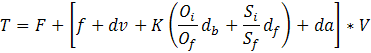 T = F + [f + dv + K (O_i/O_f d_b + S_i/S_f d_f) + da] * V